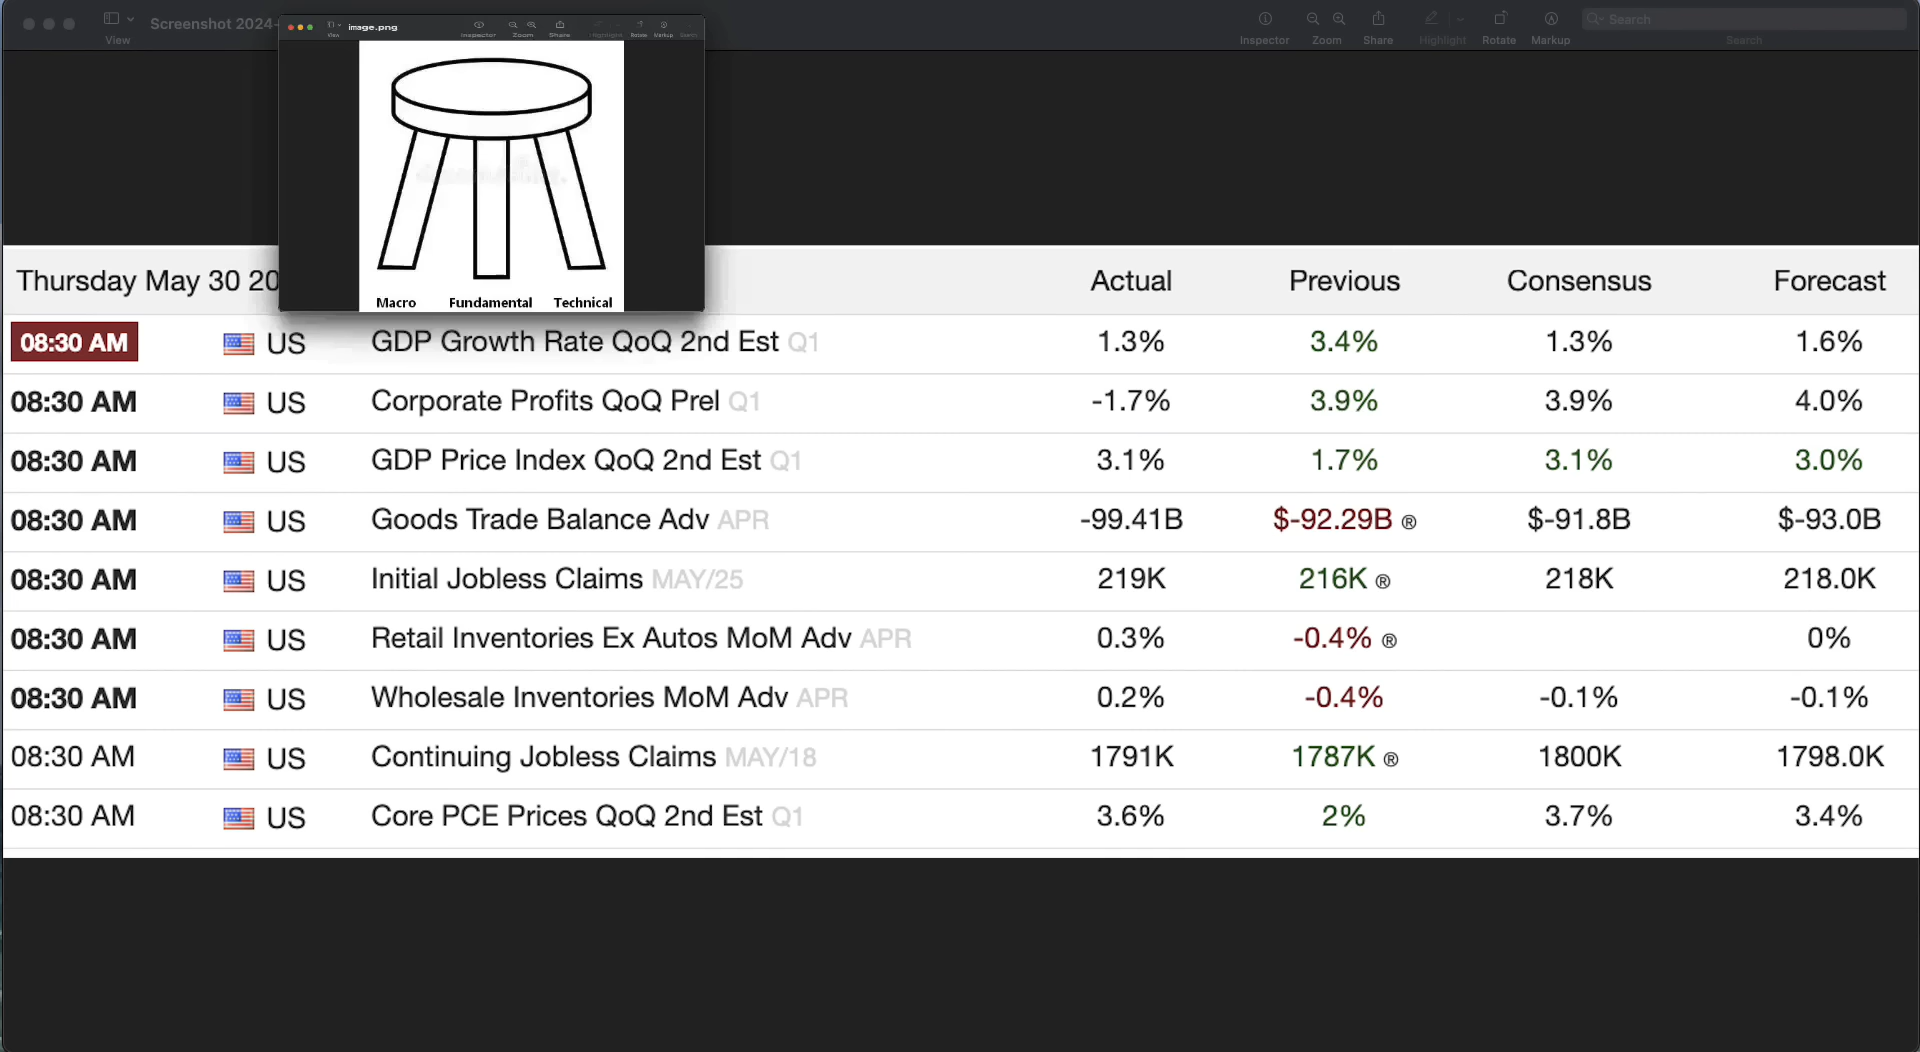 Screenshot 2024-
View
Inspector Zoom Share Highlight Rotate Markup Search
Search
image.png
View Inspector Zoom Share Highlight Rotate Markup Search
Macro Fundamental Technical
Thursday May 30 20 Actual Previous Consensus Forecast
08:30 AM US GDP Growth Rate QoQ 2nd Est Q1 1.3% 3.4% 1.3% 1.6%
08:30 AM US Corporate Profits QoQ Prel Q1 -1.7% 3.9% 3.9% 4.0%
08:30 AM US GDP Price Index QoQ 2nd Est Q1 3.1% 1.7% 3.1% 3.0%
08:30 AM US Goods Trade Balance Adv APR -99.41B $-92.29B ® $-91.8B $-93.0B
08:30 AM US Initial Jobless Claims MAY/25 219K 216K ® 218K 218.0K
08:30 AM US Retail Inventories Ex Autos MoM Adv APR 0.3% -0.4% ® 0%
08:30 AM US Wholesale Inventories MoM Adv APR 0.2% -0.4% -0.1% -0.1%
08:30 AM US Continuing Jobless Claims MAY/18 1791K 1787K ® 1800K 1798.0K
08:30 AM US Core PCE Prices QoQ 2nd Est Q1 3.6% 2% 3.7% 3.4%